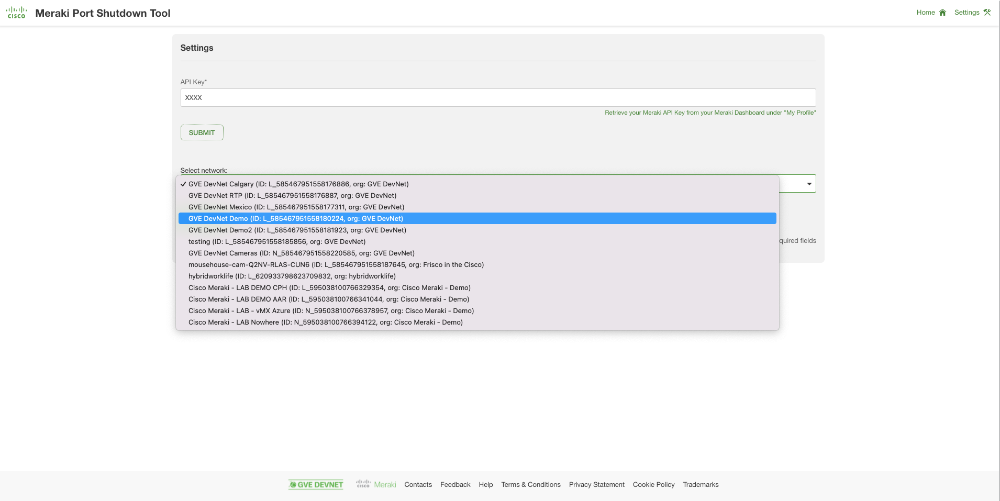 CISCO
Meraki Port Shutdown Tool
Home
Settings
Settings
API Key*
XXXX
Retrieve your Meraki API Key from your Meraki Dashboard under "My Profile"
SUBMIT
Select network:
✓ GVE DevNet Calgary (ID: L_585467951558176886, org: GVE DevNet)
GVE DevNet RTP (ID: L_585467951558176887, org: GVE DevNet)
GVE DevNet Mexico (ID: L_585467951558177311, org: GVE DevNet)
GVE DevNet Demo (ID: L_585467951558180224, org: GVE DevNet)
GVE DevNet Demo2 (ID: L_585467951558181923, org: GVE DevNet)
testing (ID: L_585467951558185856, org: GVE DevNet)
quired fields
GVE DevNet Cameras (ID: N_585467951558220585, org: GVE DevNet)
mousehouse-cam-Q2NV-RLAS-CUN6 (ID: L_585467951558187645, org: Frisco in the Cisco)
hybridworklife (ID: L_620933798623709832, org: hybridworklife)
Cisco Meraki - LAB DEMO CPH (ID: L_595038100766329354, org: Cisco Meraki - Demo)
Cisco Meraki - LAB DEMO AAR (ID: L_595038100766341044, org: Cisco Meraki - Demo)
Cisco Meraki - LAB - vMX Azure (ID: N_595038100766378957, org: Cisco Meraki - Demo)
Cisco Meraki - LAB Nowhere (ID: N_595038100766394122, org: Cisco Meraki - Demo)
GVE DEVNET
CISCO Meraki
Contacts
Feedback
Help
Terms & Conditions
Privacy Statement
Cookie Policy
Trademarks